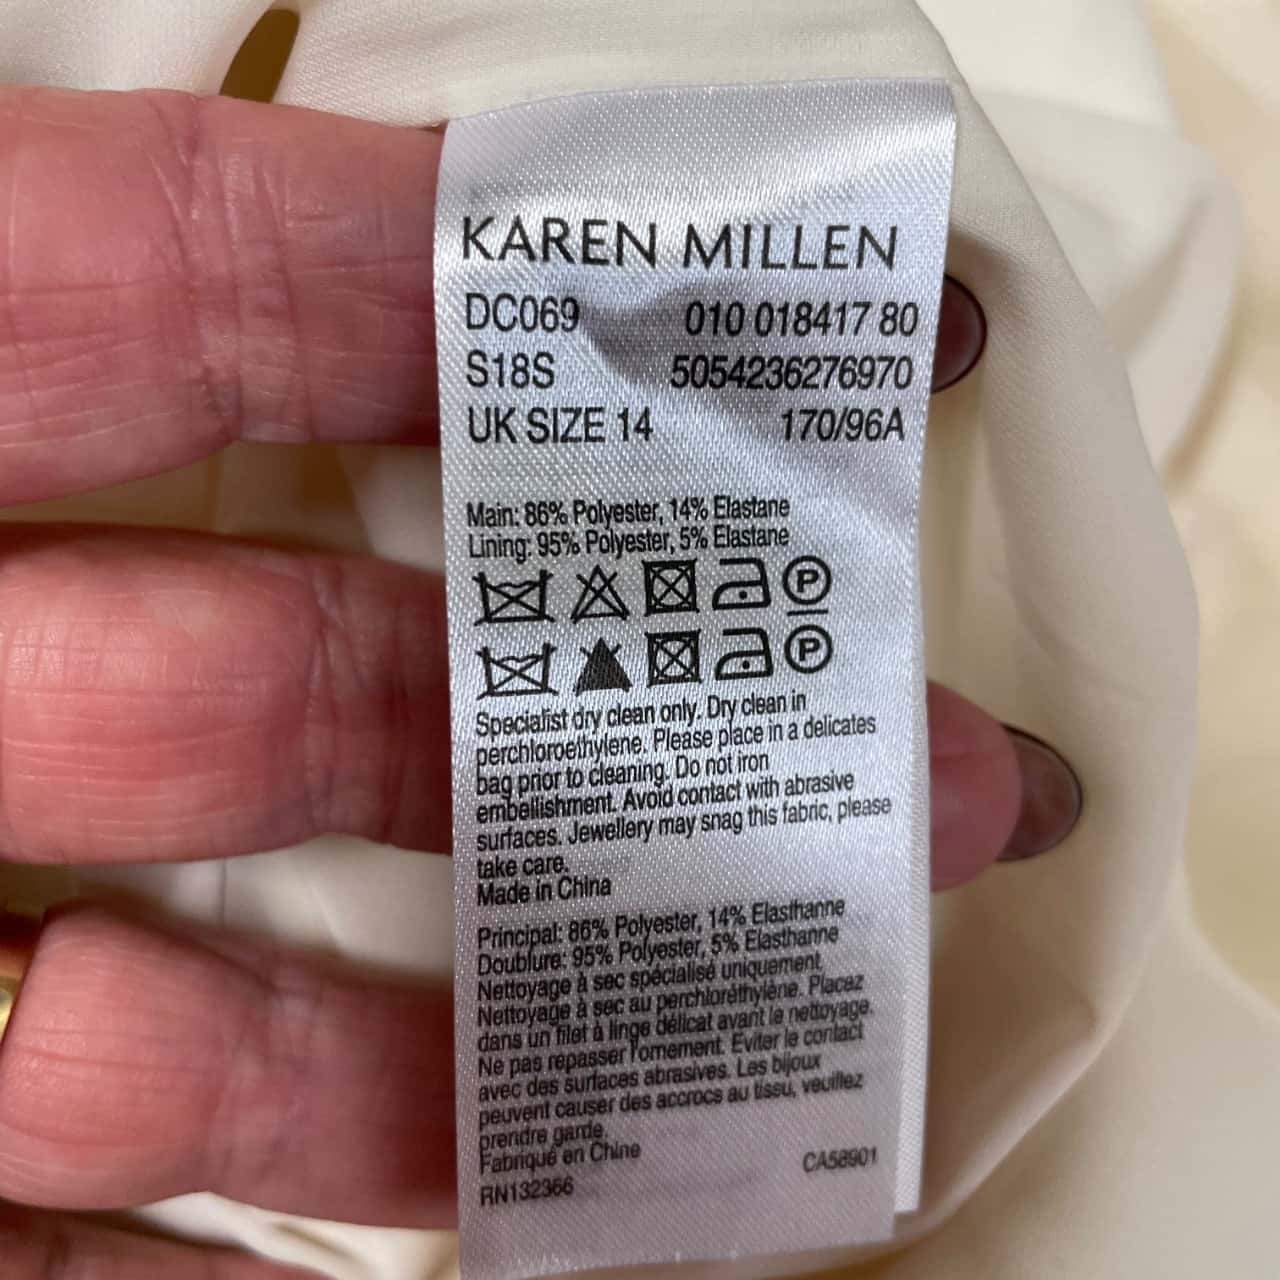 KAREN MILLEN
DC069 010 018417 80
S18S 5054236276970
UK SIZE 14 170/96A
Main: 86% Polyester, 14% Elastane
Lining: 95% Polyester, 5% Elastane
P
P
Specialist dry clean only. Dry clean in
perchloroethylene. Please place in a delicates
bag prior to cleaning. Do not iron
embellishment. Avoid contact with abrasive
surfaces. Jewellery may snag this fabric, please
take care.
Made in China
Principal: 86% Polyester, 14% Elasthanne
Doublure: 95% Polyester, 5% Elasthanne
Nettoyage à sec spécialisé uniquement
Nettoyage à sec au perchloréthylène. Placez
dans un filet à linge délicat avant le nettoyage.
Ne pas repasser l'ornement. Eviter le contact
avec des surfaces abrasives. Les bijoux
peuvent causer des accrocs au tissu, veuillez
prendre garde.
Fabriqué en Chine
RN132366 CA58901